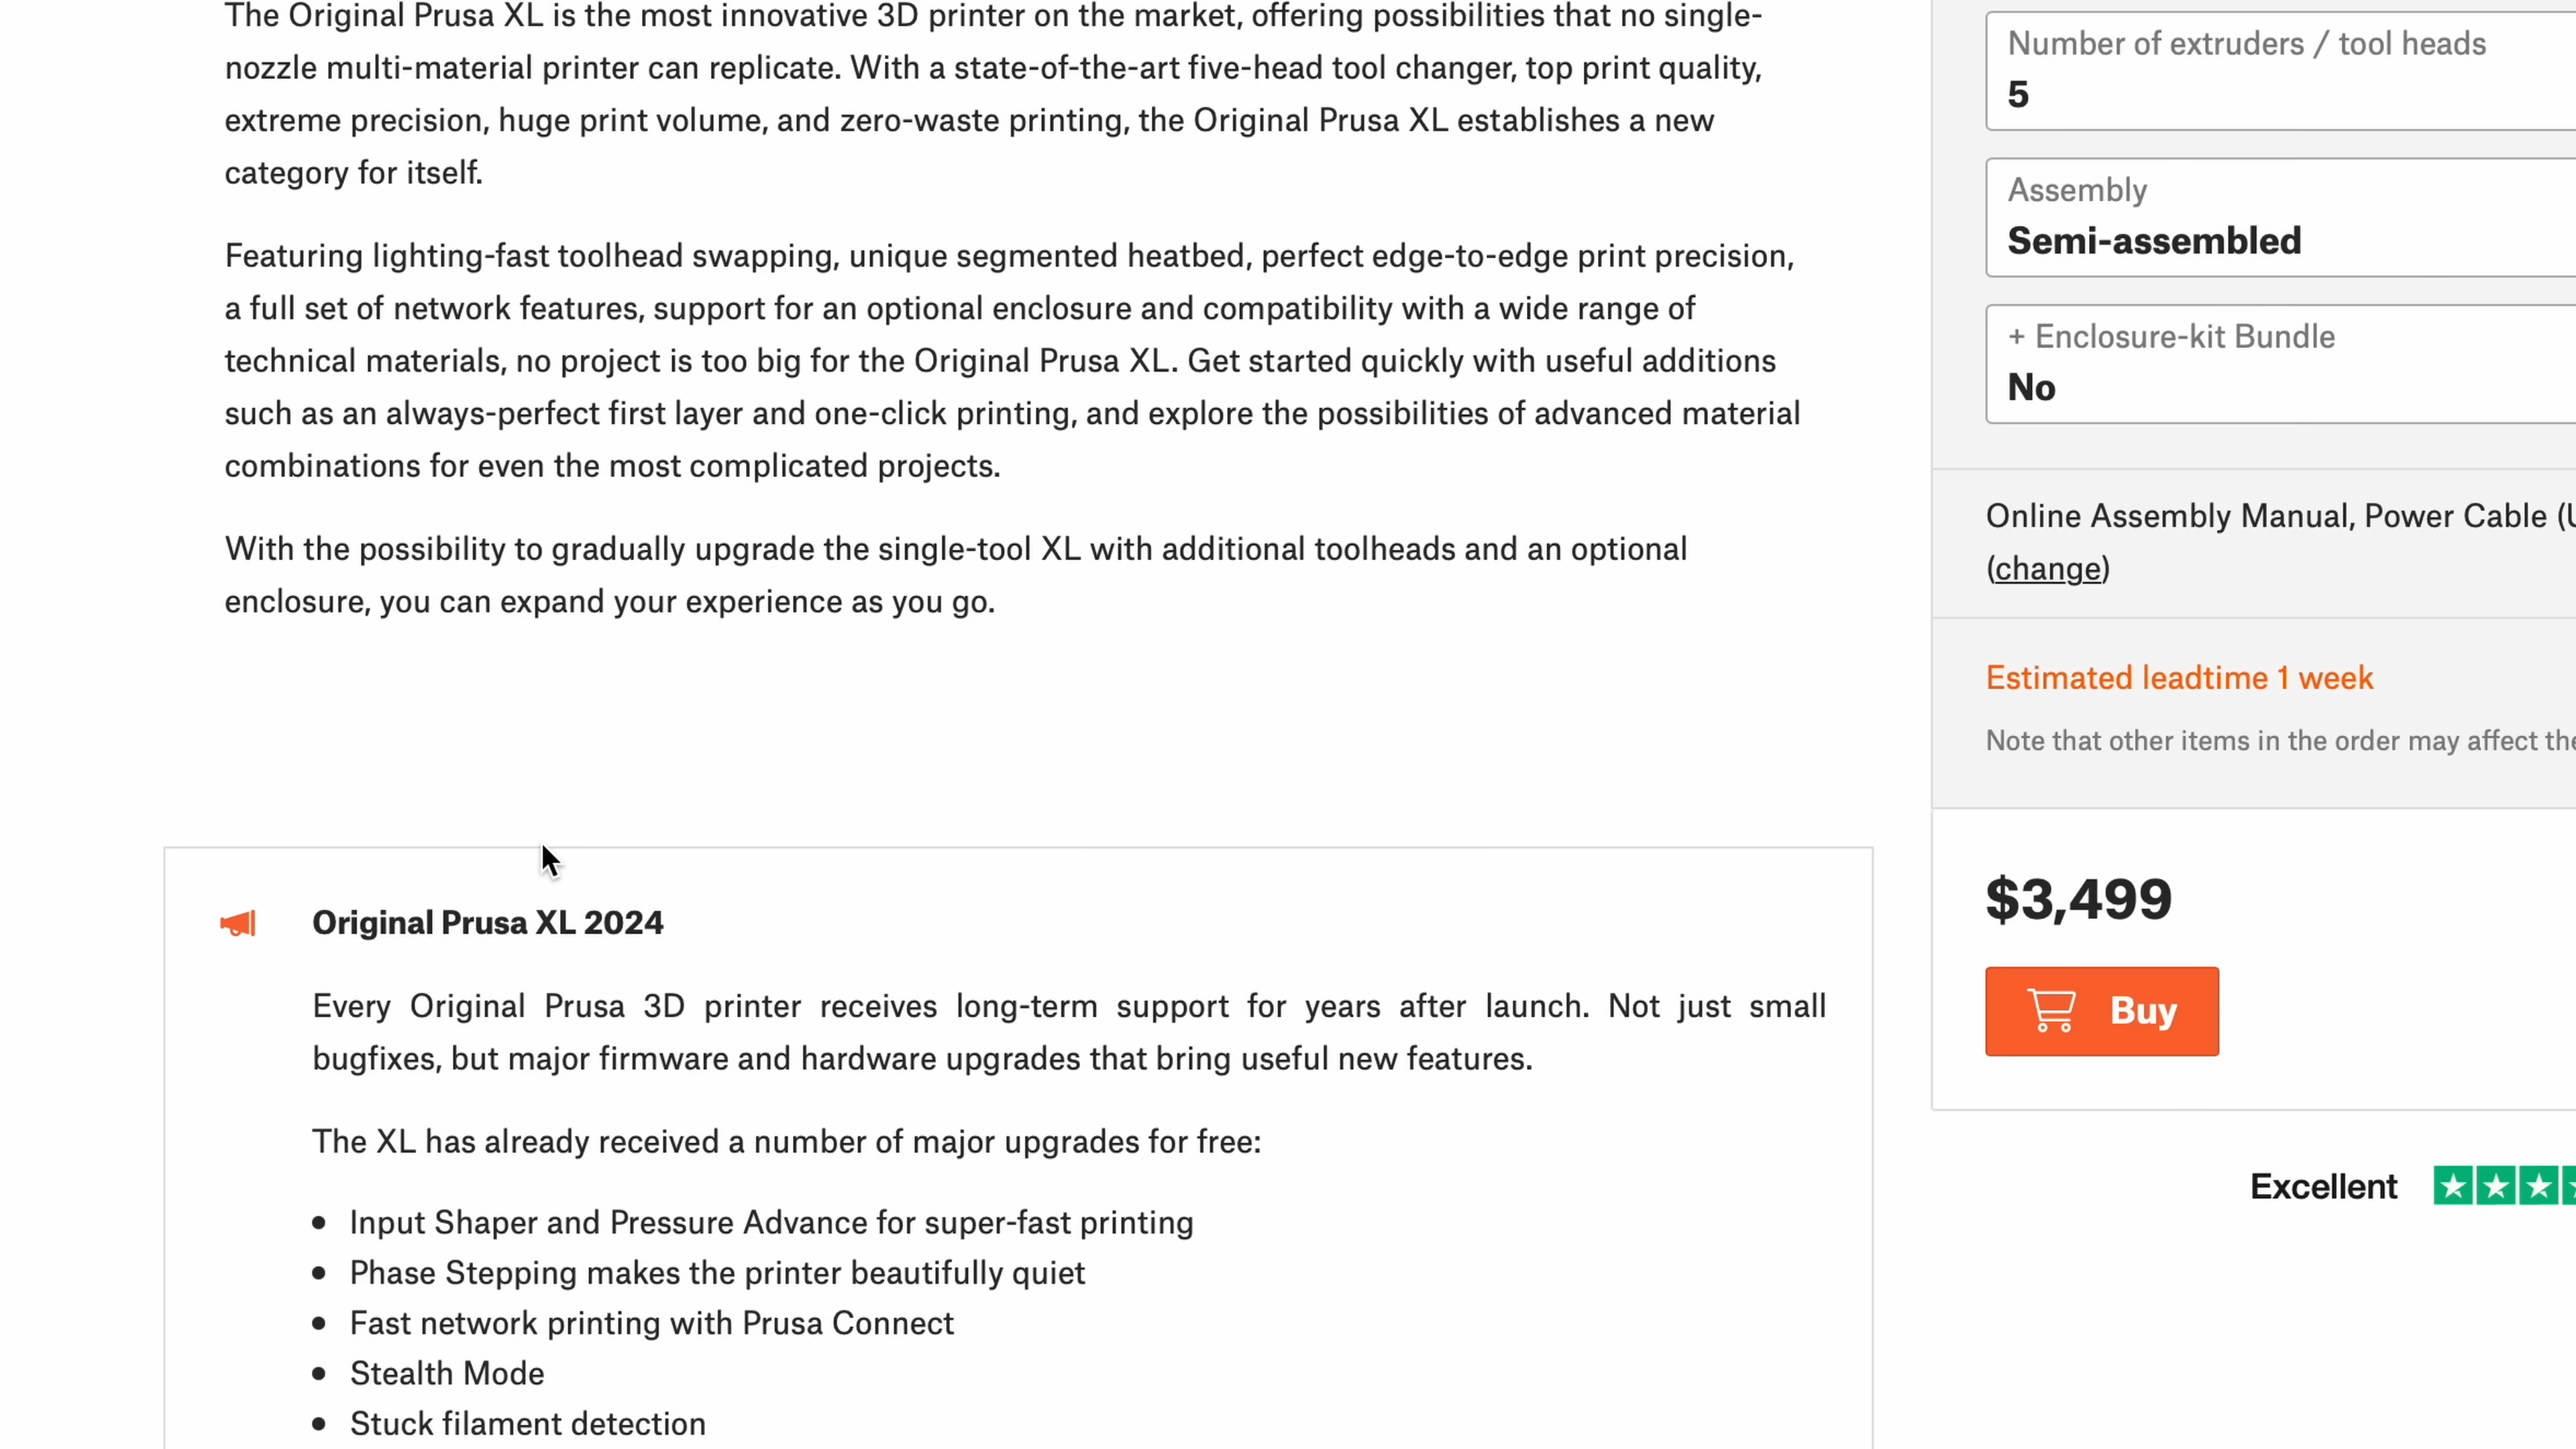 The Original Prusa XL is the most innovative 3D printer on the market, offering possibilities that no single-
nozzle multi-material printer can replicate. With a state-of-the-art five-head tool changer, top print quality,
extreme precision, huge print volume, and zero-waste printing, the Original Prusa XL establishes a new
category for itself.
Featuring lighting-fast toolhead swapping, unique segmented heatbed, perfect edge-to-edge print precision,
a full set of network features, support for an optional enclosure and compatibility with a wide range of
technical materials, no project is too big for the Original Prusa XL. Get started quickly with useful additions
such as an always-perfect first layer and one-click printing, and explore the possibilities of advanced material
combinations for even the most complicated projects.
With the possibility to gradually upgrade the single-tool XL with additional toolheads and an optional
enclosure, you can expand your experience as you go.
Original Prusa XL 2024
Every Original Prusa 3D printer receives long-term support for years after launch. Not just small
bugfixes, but major firmware and hardware upgrades that bring useful new features.
The XL has already received a number of major upgrades for free:
• Input Shaper and Pressure Advance for super-fast printing
• Phase Stepping makes the printer beautifully quiet
• Fast network printing with Prusa Connect
• Stealth Mode
• Stuck filament detection
Number of extruders / tool heads
5
Assembly
Semi-assembled
+ Enclosure-kit Bundle
No
Online Assembly Manual, Power Cable (
(change)
Estimated leadtime 1 week
Note that other items in the order may affect the
$3,499
Buy
Excellent